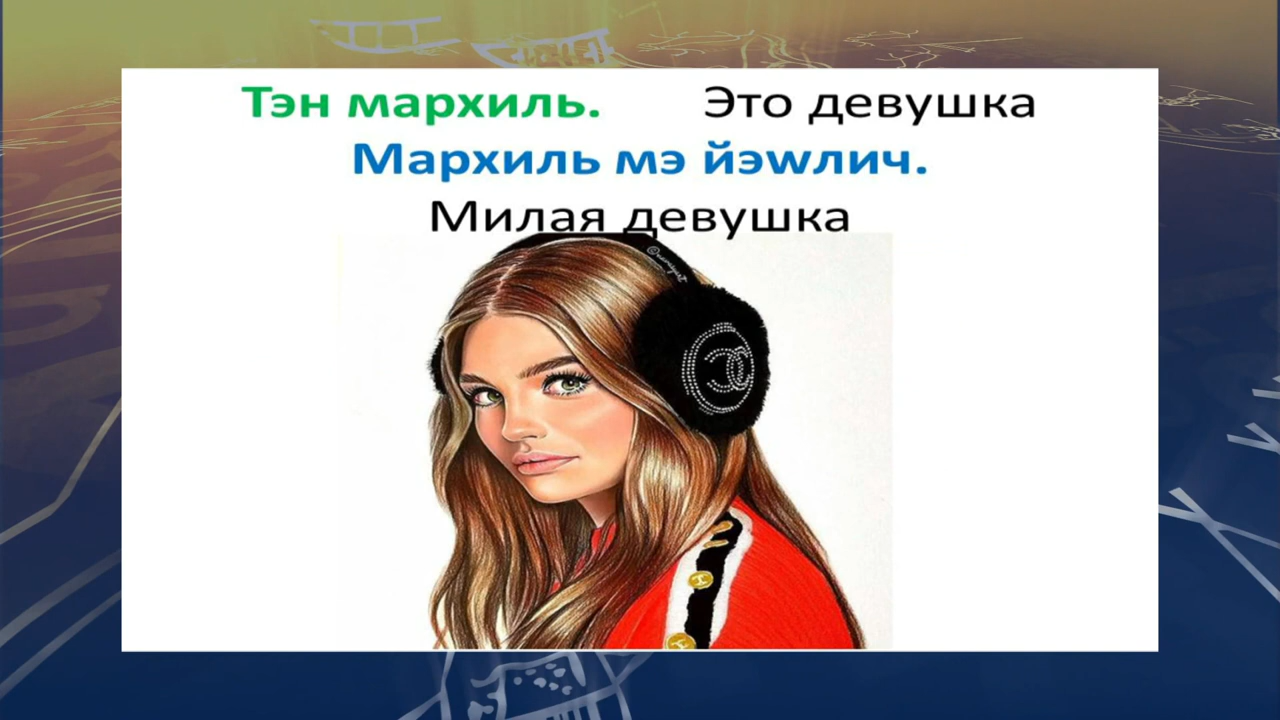 Тэн мархиль. Это девушка
Мархиль мэ йэwлич.
Милая девушка